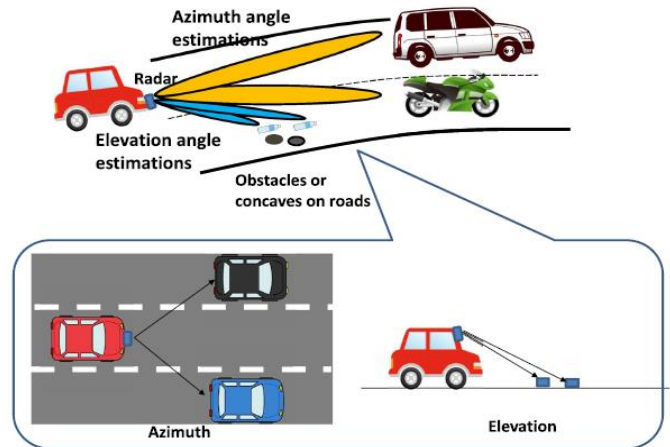 Azimuth angle
estimations
Radar
Elevation angle
estimations
Obstacles or
concaves on roads
Azimuth
Elevation